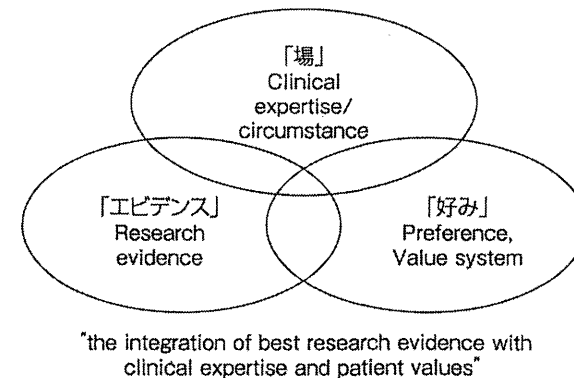 「場」
Clinical
expertise/
circumstance
「エビデンス」
Research
evidence
「好み」
Preference,
Value system
"the integration of best research evidence with
clinical expertise and patient values"